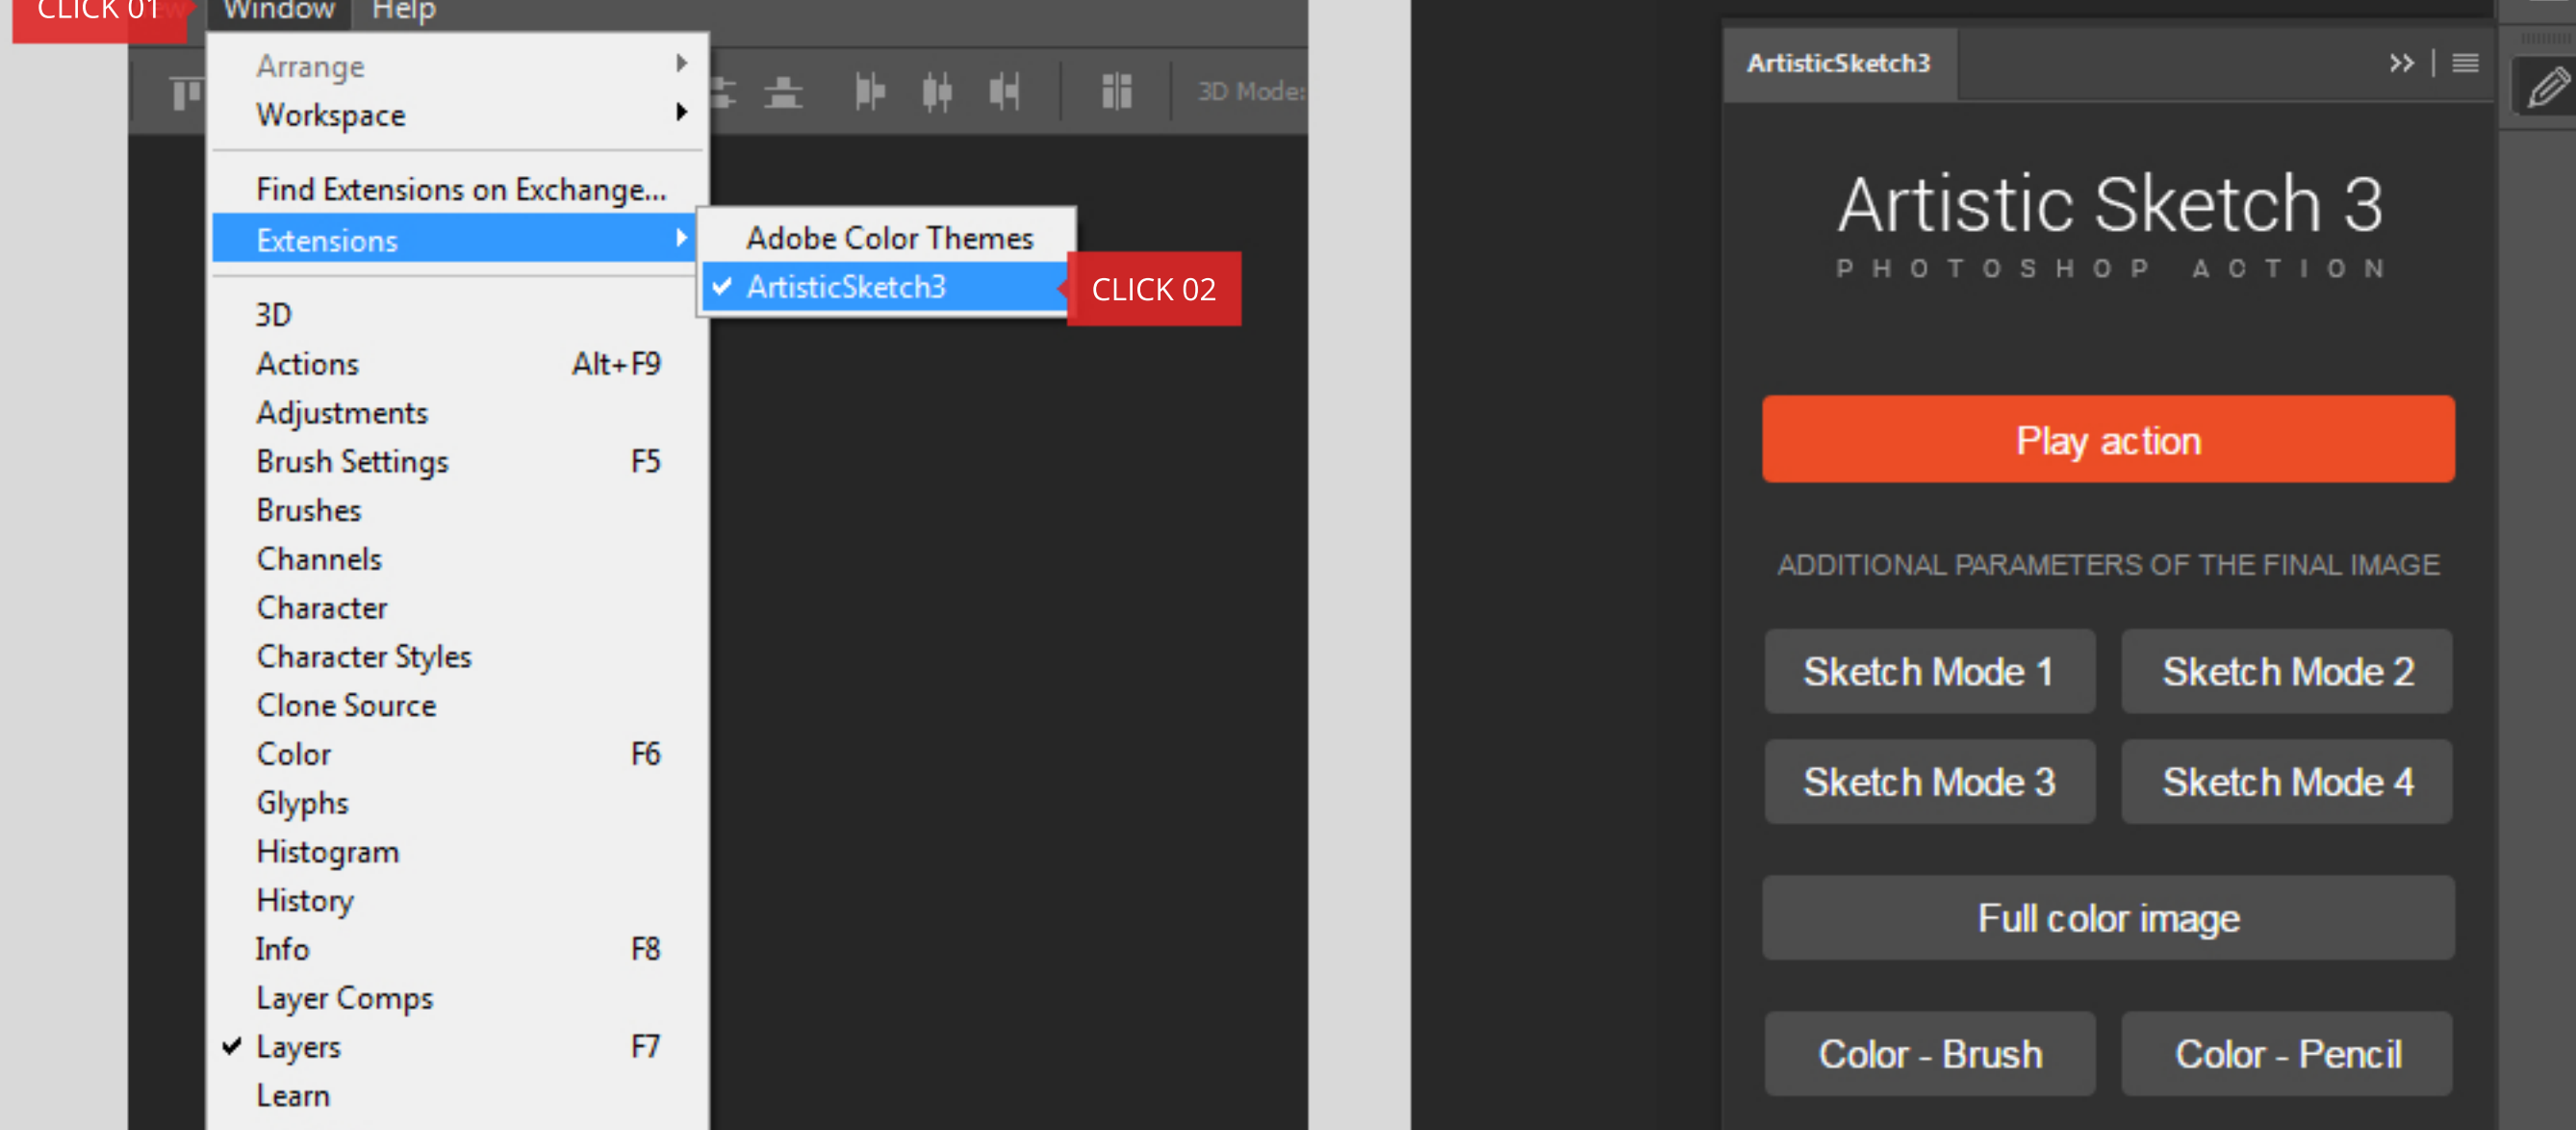 CLICK 01
Window Help
Arrange
Workspace
Find Extensions on Exchange...
Extensions
Adobe Color Themes
ArtisticSketch3
CLICK 02
3D
Actions Alt+F9
Adjustments
Brush Settings F5
Brushes
Channels
Character
Character Styles
Clone Source
Color F6
Glyphs
Histogram
History
Info F8
Layer Comps
Layers F7
Learn
3D Mode:
ArtisticSketch3
Artistic Sketch 3
PHOTOSHOP ACTION
Play action
ADDITIONAL PARAMETERS OF THE FINAL IMAGE
Sketch Mode 1 Sketch Mode 2
Sketch Mode 3 Sketch Mode 4
Full color image
Color - Brush Color - Pencil